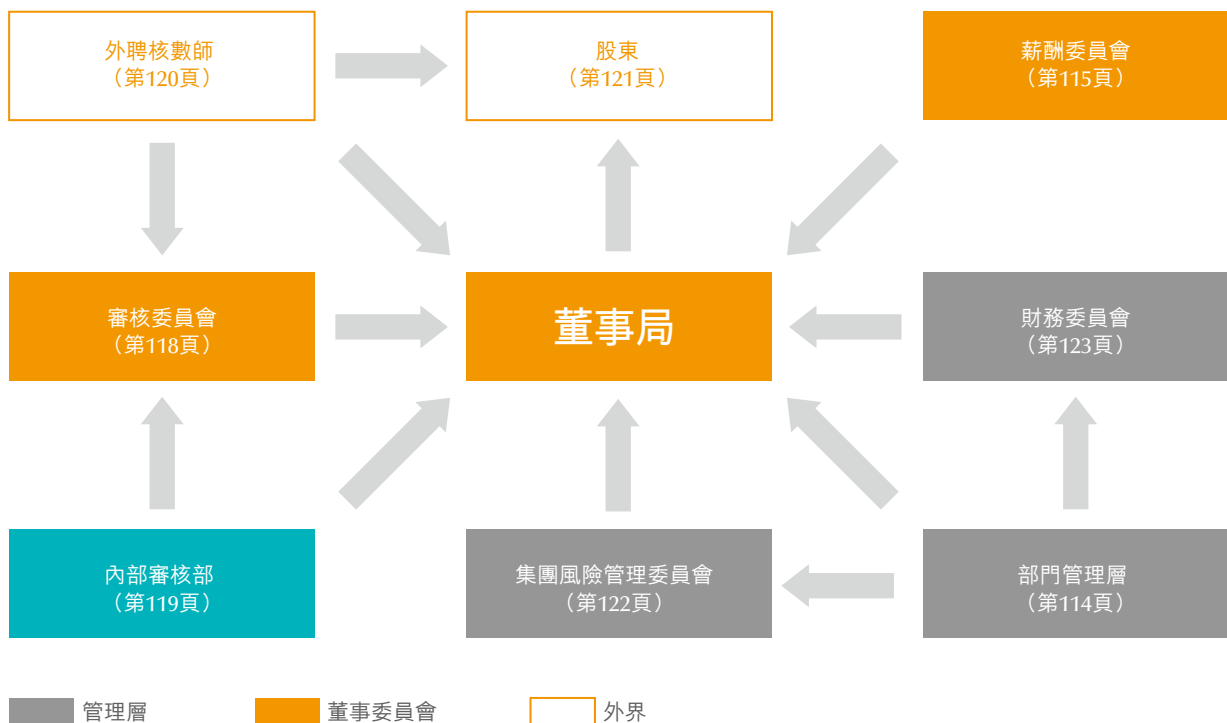 外聘核數師
（第120頁）
股東
（第121頁）
薪酬委員會
（第115頁）
審核委員會
（第118頁）
董事局
財務委員會
（第123頁）
內部審核部
（第119頁）
集團風險管理委員會
（第122頁）
部門管理層
（第114頁）
管理層
董事委員會
外界